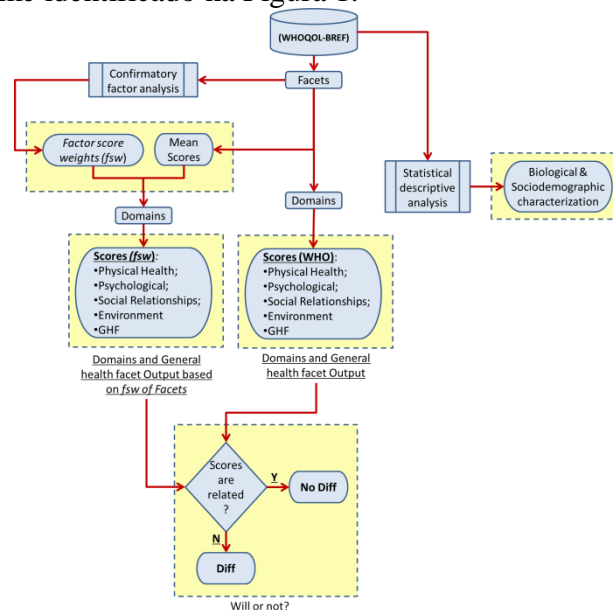 (WHOQOL-BREF)
Confirmatory
factor analysis
Facets
Factor score
weights (fsw)
Mean
Scores
Statistical
descriptive
analysis
Biological &
Sociodemographic
characterization
Domains
Domains
Scores (fsw):
•Physical Health;
•Psychological;
•Social Relationships;
•Environment
•GHF
Scores (WHO):
•Physical Health;
•Psychological;
•Social Relationships;
•Environment
•GHF
Domains and General
health facet Output based
on fsw of Facets
Domains and General
health facet Output
Scores
are
related
?
Y
No Diff
N
Diff
Will or not?